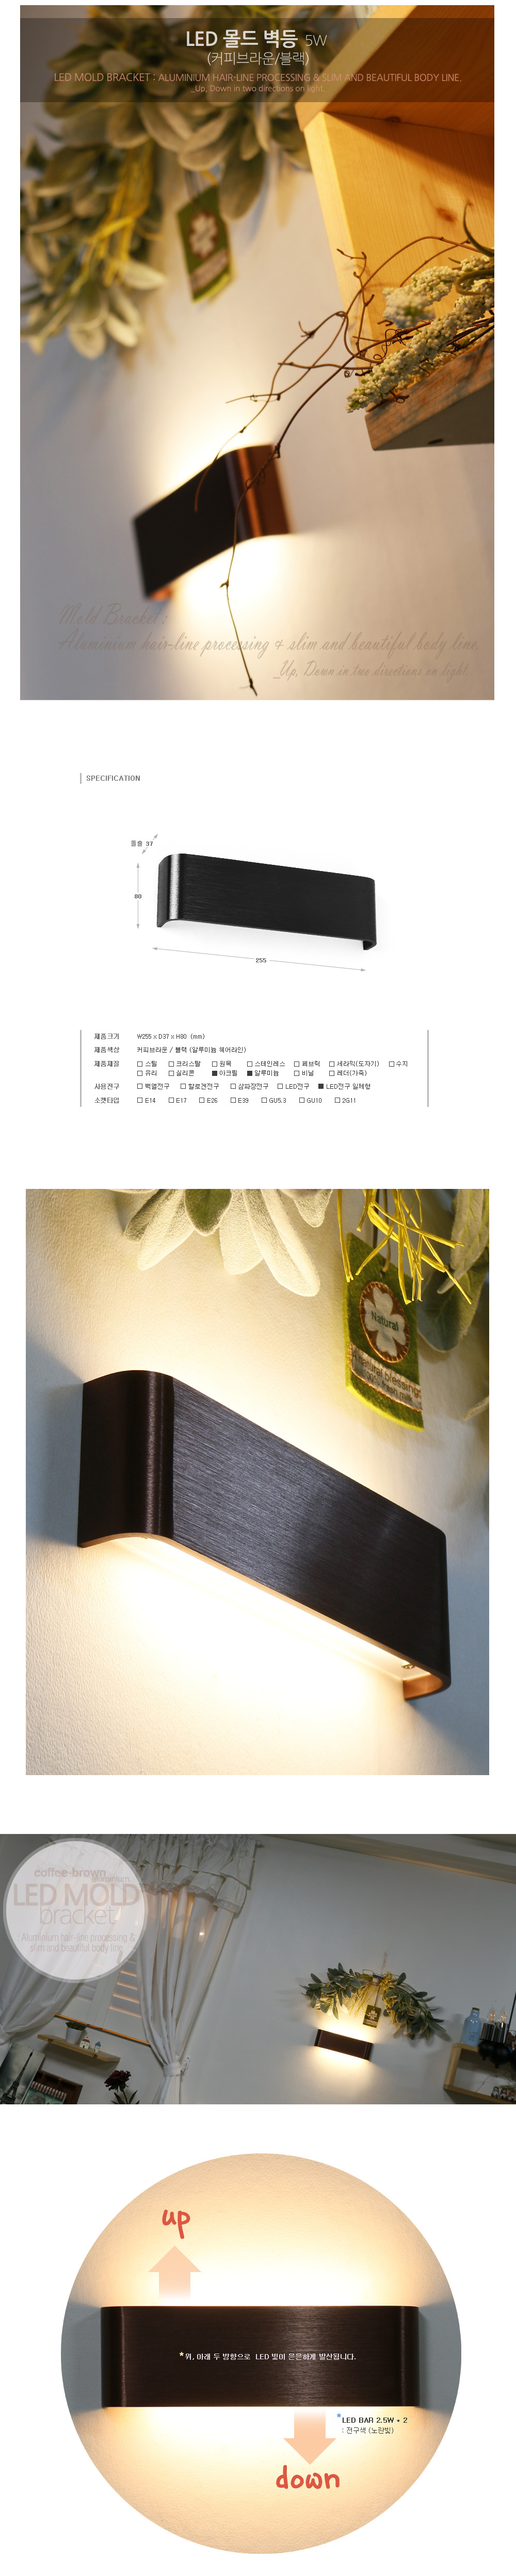 LED 몰드 벽등 5W
(커피브라운/블랙)
LED MOLD BRACKET : ALUMINIUM HAIR-LINE PROCESSING & SLIM AND BEAUTIFUL BODY LINE.
_Up, Down in two directions on light.
Mold Bracket :
Aluminium hair-line processing & slim and beautiful body line.
_Up, Down in two directions on light.
SPECIFICATION
돌출 37
80
255
제품크기 W255 x D37 x H80 (mm)
제품색상 커피브라운 / 블랙 (알루미늄 헤어라인)
제품재질 □ 스틸 □ 크리스탈 □ 원목 □ 스테인레스 □ 페브릭 □ 세라믹(도자기) □ 수지
□ 유리 □ 실리콘 ■ 아크릴 ■ 알루미늄 □ 비닐 □ 레더(가죽)
사용전구 □ 백열전구 □ 할로겐전구 □ 삼파장전구 □ LED전구 ■ LED전구 일체형
소켓타입 □ E14 □ E17 □ E26 □ E39 □ GU5.3 □ GU10 □ 2G11
Natural
natural blessing
coffee-brown
LED MOLD
bracket
: Aluminium hair-line processing &
slim and beautiful body line
up
*위, 아래 두 방향으로 LED 빛이 은은하게 발산됩니다.
*LED BAR 2.5W * 2
: 전구색 (노란빛)
down